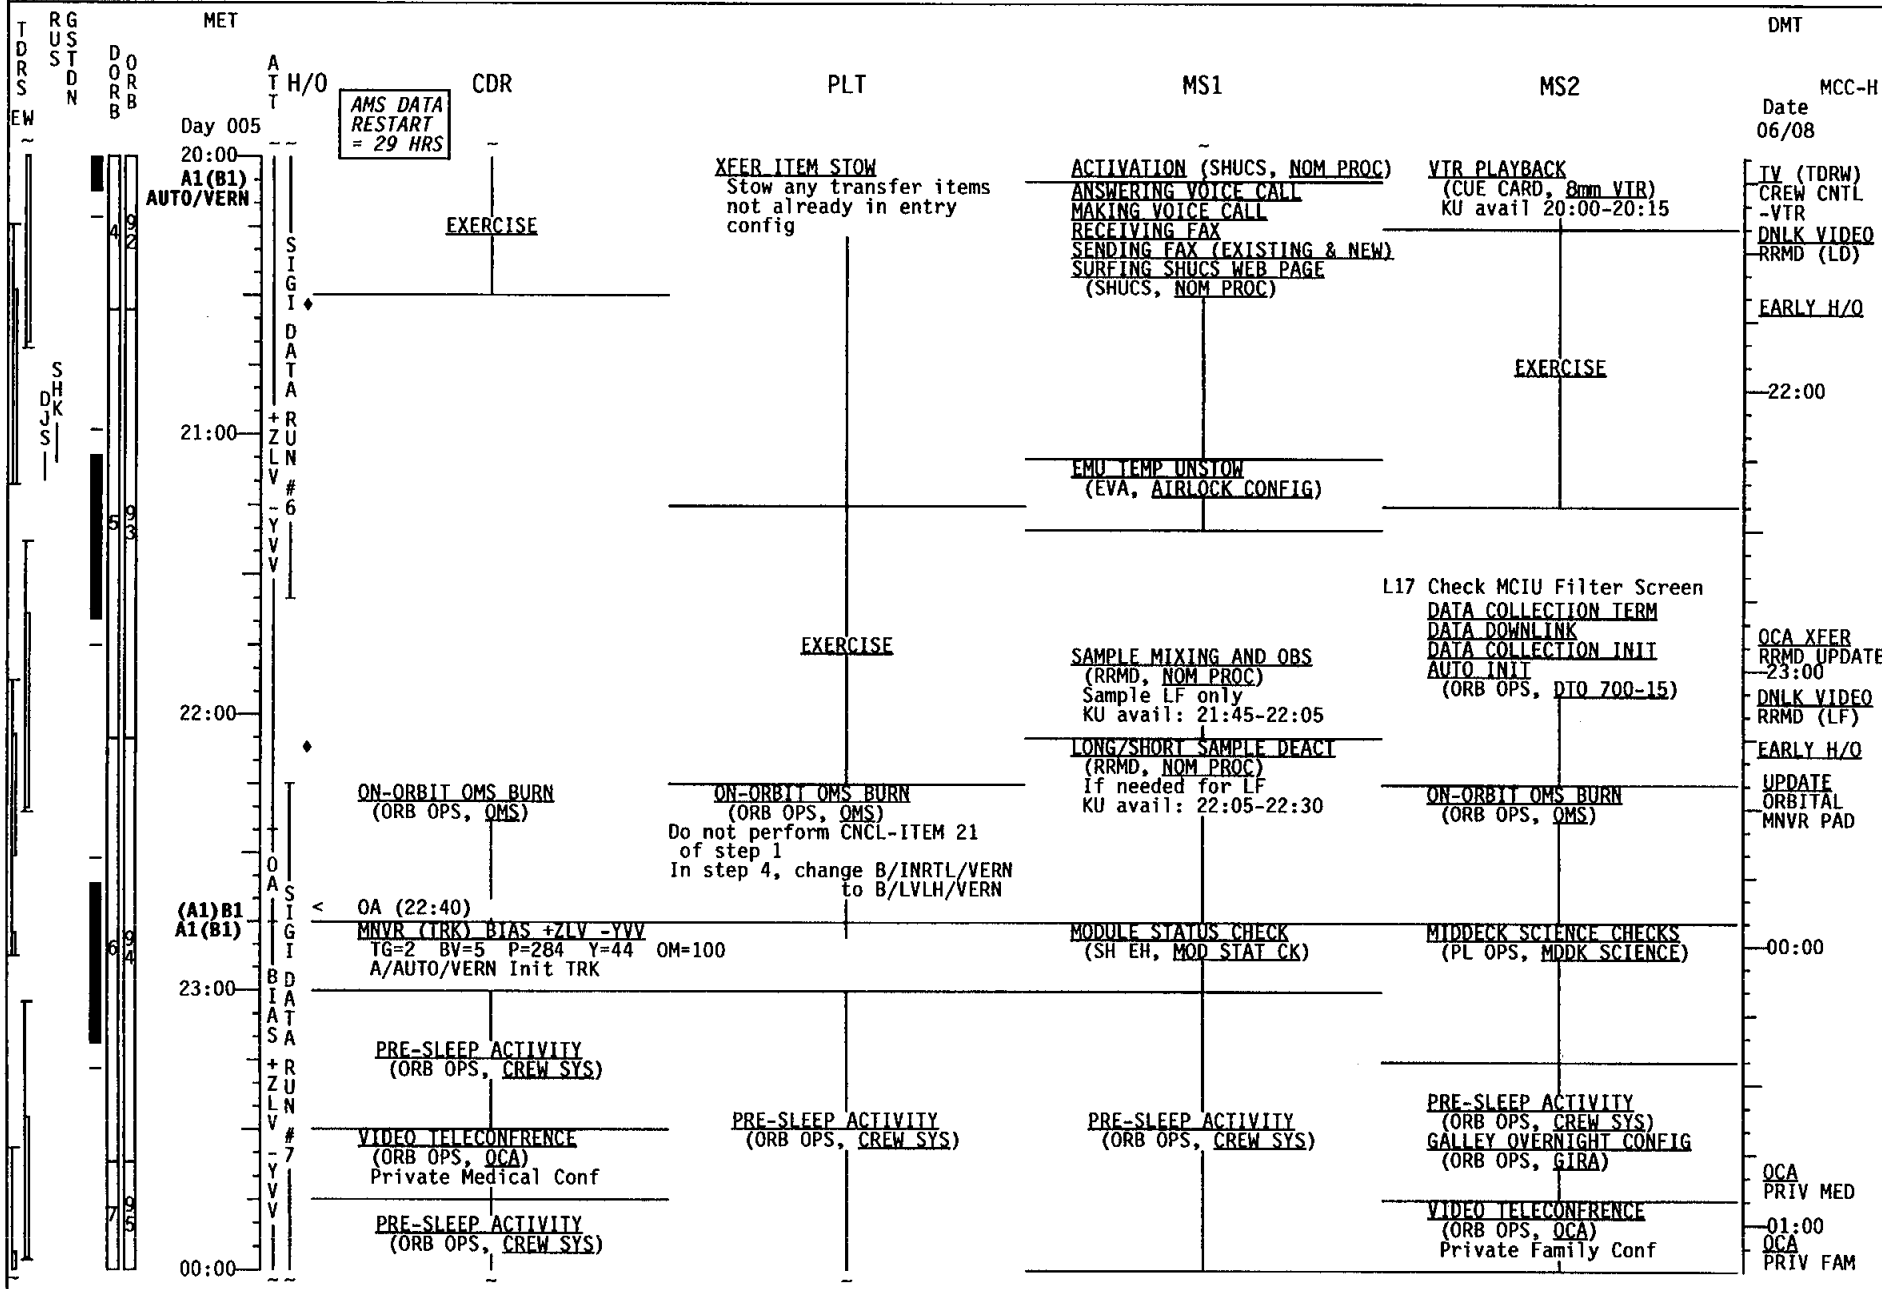 TDRS
RUS
GSTDN
DORB
ORB
MET
ATT
H/O
CDR
PLT
MS1
MS2
DMT
MCC-H
EW
Day 005
AMS DATA
RESTART
= 29 HRS
Date
06/08
20:00
A1(B1)
AUTO/VERN
4
92
SIGI DATA RUN #6
+ZLV -YVV
EXERCISE
XFER ITEM STOW
Stow any transfer items
not already in entry
config
ACTIVATION (SHUCS, NOM PROC)
ANSWERING VOICE CALL
MAKING VOICE CALL
RECEIVING FAX
SENDING FAX (EXISTING & NEW)
SURFING SHUCS WEB PAGE
(SHUCS, NOM PROC)
VTR PLAYBACK
(CUE CARD, 8mm VTR)
KU avail 20:00-20:15
TV (TDRW)
CREW CNTL
-VTR
DNLK VIDEO
RRMD (LD)
EARLY H/O
SHK
DJS
EXERCISE
22:00
21:00
5
93
EMU TEMP UNSTOW
(EVA, AIRLOCK CONFIG)
EXERCISE
SAMPLE MIXING AND OBS
(RRMD, NOM PROC)
Sample LF only
KU avail: 21:45-22:05
L17 Check MCIU Filter Screen
DATA COLLECTION TERM
DATA DOWNLINK
DATA COLLECTION INIT
AUTO INIT
(ORB OPS, DTO 700-15)
OCA XFER
RRMD UPDATE
23:00
DNLK VIDEO
RRMD (LF)
22:00
LONG/SHORT SAMPLE DEACT
(RRMD, NOM PROC)
If needed for LF
KU avail: 22:05-22:30
EARLY H/O
ON-ORBIT OMS BURN
(ORB OPS, OMS)
ON-ORBIT OMS BURN
(ORB OPS, OMS)
Do not perform CNCL-ITEM 21
of step 1
In step 4, change B/INRTL/VERN
to B/LVLH/VERN
ON-ORBIT OMS BURN
(ORB OPS, OMS)
UPDATE
ORBITAL
MNVR PAD
OA
SIGI DATA RUN #7
(A1)B1
A1(B1)
< OA (22:40)
MNVR (TRK) BIAS +ZLV -YVV
TG=2 BV=5 P=284 Y=44 OM=100
A/AUTO/VERN Init TRK
MODULE STATUS CHECK
(SH EH, MOD STAT CK)
MIDDECK SCIENCE CHECKS
(PL OPS, MDDK SCIENCE)
00:00
6
94
23:00
BIAS +ZLV -YVV
PRE-SLEEP ACTIVITY
(ORB OPS, CREW SYS)
PRE-SLEEP ACTIVITY
(ORB OPS, CREW SYS)
PRE-SLEEP ACTIVITY
(ORB OPS, CREW SYS)
PRE-SLEEP ACTIVITY
(ORB OPS, CREW SYS)
GALLEY OVERNIGHT CONFIG
(ORB OPS, GIRA)
VIDEO TELECONFRENCE
(ORB OPS, OCA)
Private Medical Conf
OCA
PRIV MED
7
95
PRE-SLEEP ACTIVITY
(ORB OPS, CREW SYS)
VIDEO TELECONFRENCE
(ORB OPS, OCA)
Private Family Conf
01:00
OCA
PRIV FAM
00:00